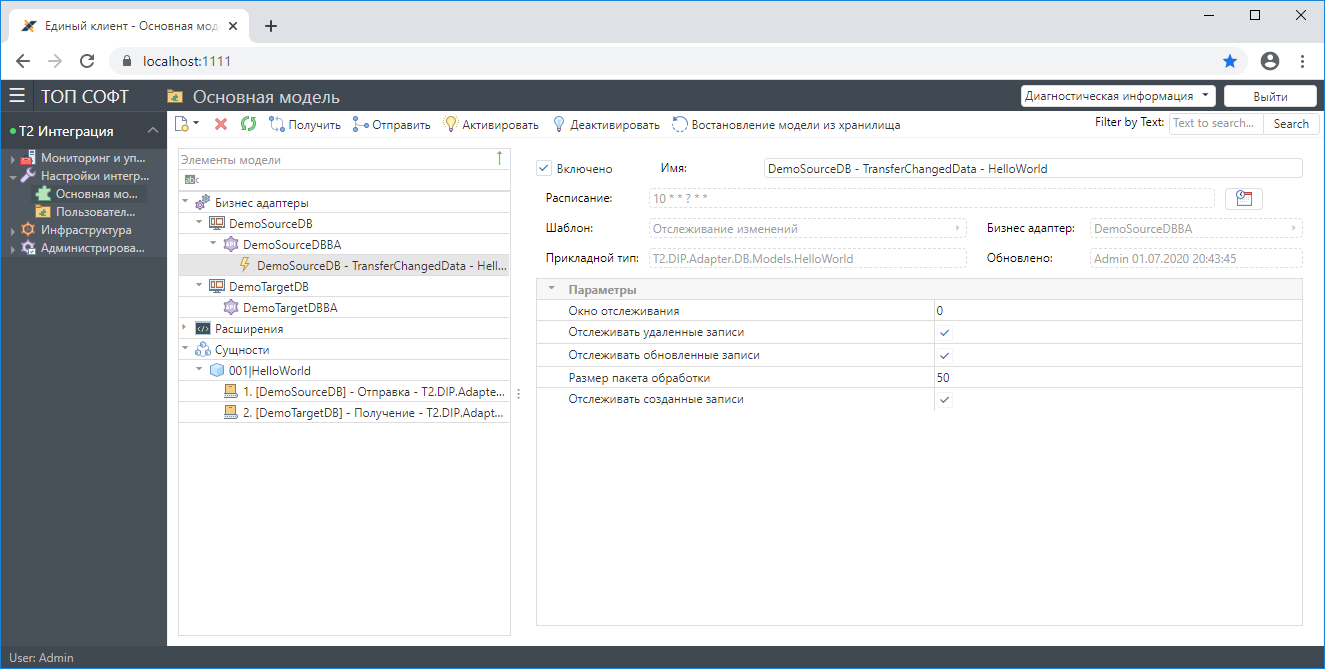 Единый клиент - Основная мод
localhost:1111
ТОП СОФТ
Основная модель
Диагностическая информация
Выйти
Т2 Интеграция
Получить
Отправить
Активировать
Деактивировать
Востановление модели из хранилища
Filter by Text:
Text to search...
Search
Мониторинг и уп...
Настройки интегр...
Основная мо...
Пользовател...
Инфраструктура
Администрирова...
Элементы модели
Бизнес адаптеры
DemoSourceDB
DemoSourceDBBA
DemoSourceDB - TransferChangedData - Hell...
DemoTargetDB
DemoTargetDBBA
Расширения
Сущности
001|HelloWorld
1. [DemoSourceDB] - Отправка - T2.DIP.Adapte...
2. [DemoTargetDB] - Получение - T2.DIP.Adapt...
Включено
Имя:
DemoSourceDB - TransferChangedData - HelloWorld
Расписание:
10 * * ? * *
Шаблон:
Отслеживание изменений
Бизнес адаптер:
DemoSourceDBBA
Прикладной тип:
T2.DIP.Adapter.DB.Models.HelloWorld
Обновлено:
Admin 01.07.2020 20:43:45
Параметры
Окно отслеживания
0
Отслеживать удаленные записи
Отслеживать обновленные записи
Размер пакета обработки
50
Отслеживать созданные записи
User: Admin